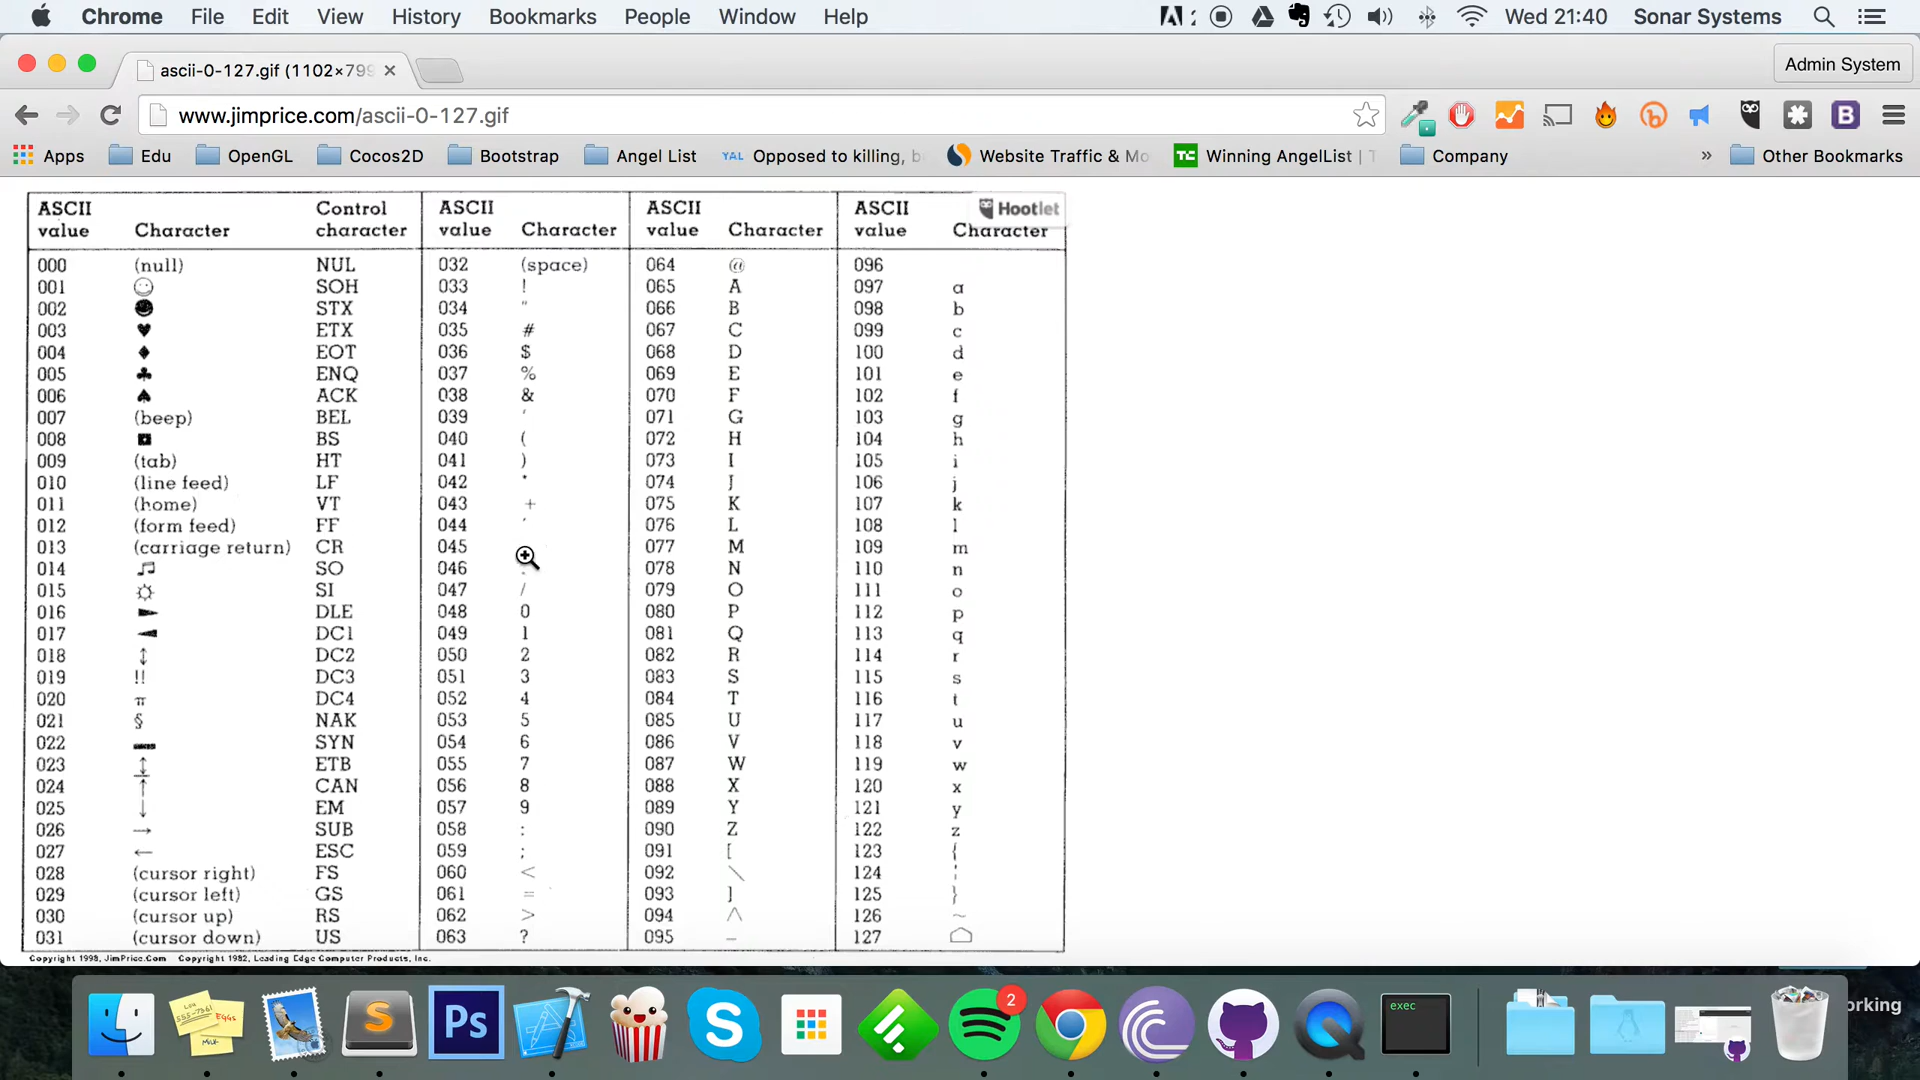 Chrome File Edit View History Bookmarks People Window Help Wed 21:40 Sonar Systems
ascii-0-127.gif (1102×799 Admin System
www.jimprice.com/ascii-0-127.gif
Apps Edu OpenGL Cocos2D Bootstrap Angel List YAL Opposed to killing, b Website Traffic & Mo TC Winning AngelList | T Company » Other Bookmarks
ASCII Control ASCII ASCII ASCII Hootlet
value Character character value Character value Character value Character
000 (null) NUL 032 (space) 064 @ 096
001 ☺ SOH 033 ! 065 A 097 a
002 ☻ STX 034 " 066 B 098 b
003 ♥ ETX 035 # 067 C 099 c
004 ♦ EOT 036 $ 068 D 100 d
005 ♣ ENQ 037 % 069 E 101 e
006 ♠ ACK 038 & 070 F 102 f
007 (beep) BEL 039 ' 071 G 103 g
008 ◘ BS 040 ( 072 H 104 h
009 (tab) HT 041 ) 073 I 105 i
010 (line feed) LF 042 * 074 J 106 j
011 (home) VT 043 + 075 K 107 k
012 (form feed) FF 044 ' 076 L 108 l
013 (carriage return) CR 045 077 M 109 m
014 ♫ SO 046 . 078 N 110 n
015 ☼ SI 047 / 079 O 111 o
016 ► DLE 048 0 080 P 112 p
017 ◄ DC1 049 1 081 Q 113 q
018 ↕ DC2 050 2 082 R 114 r
019 !! DC3 051 3 083 S 115 s
020 π DC4 052 4 084 T 116 t
021 § NAK 053 5 085 U 117 u
022 ▬ SYN 054 6 086 V 118 v
023 ↨ ETB 055 7 087 W 119 w
024 ↑ CAN 056 8 088 X 120 x
025 ↓ EM 057 9 089 Y 121 y
026 → SUB 058 : 090 Z 122 z
027 ← ESC 059 ; 091 [ 123 {
028 (cursor right) FS 060 < 092 \ 124 ¦
029 (cursor left) GS 061 = 093 ] 125 }
030 (cursor up) RS 062 > 094 ^ 126 ~
031 (cursor down) US 063 ? 095 _ 127 ⌂
Copyright 1998, JimPrice.Com Copyright 1982, Leading Edge Computer Products, Inc.
Ps
2
exec
orking